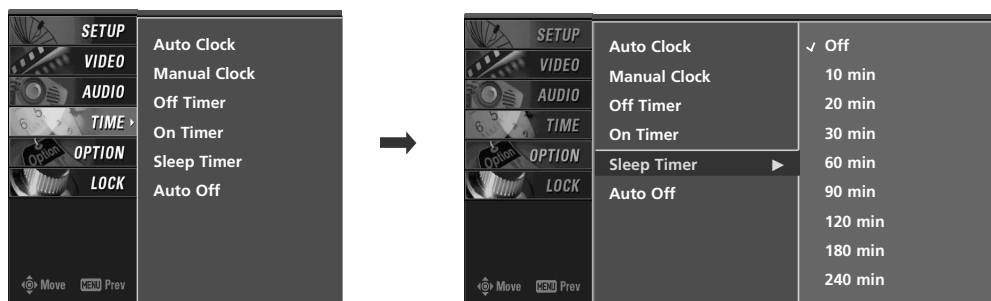 SETUP
VIDEO
AUDIO
TIME
OPTION
LOCK
Auto Clock
Manual Clock
Off Timer
On Timer
Sleep Timer
Auto Off
Move MENU Prev
SETUP
VIDEO
AUDIO
TIME
OPTION
LOCK
Auto Clock
Manual Clock
Off Timer
On Timer
Sleep Timer ►
Auto Off
✓ Off
10 min
20 min
30 min
60 min
90 min
120 min
180 min
240 min
Move MENU Prev